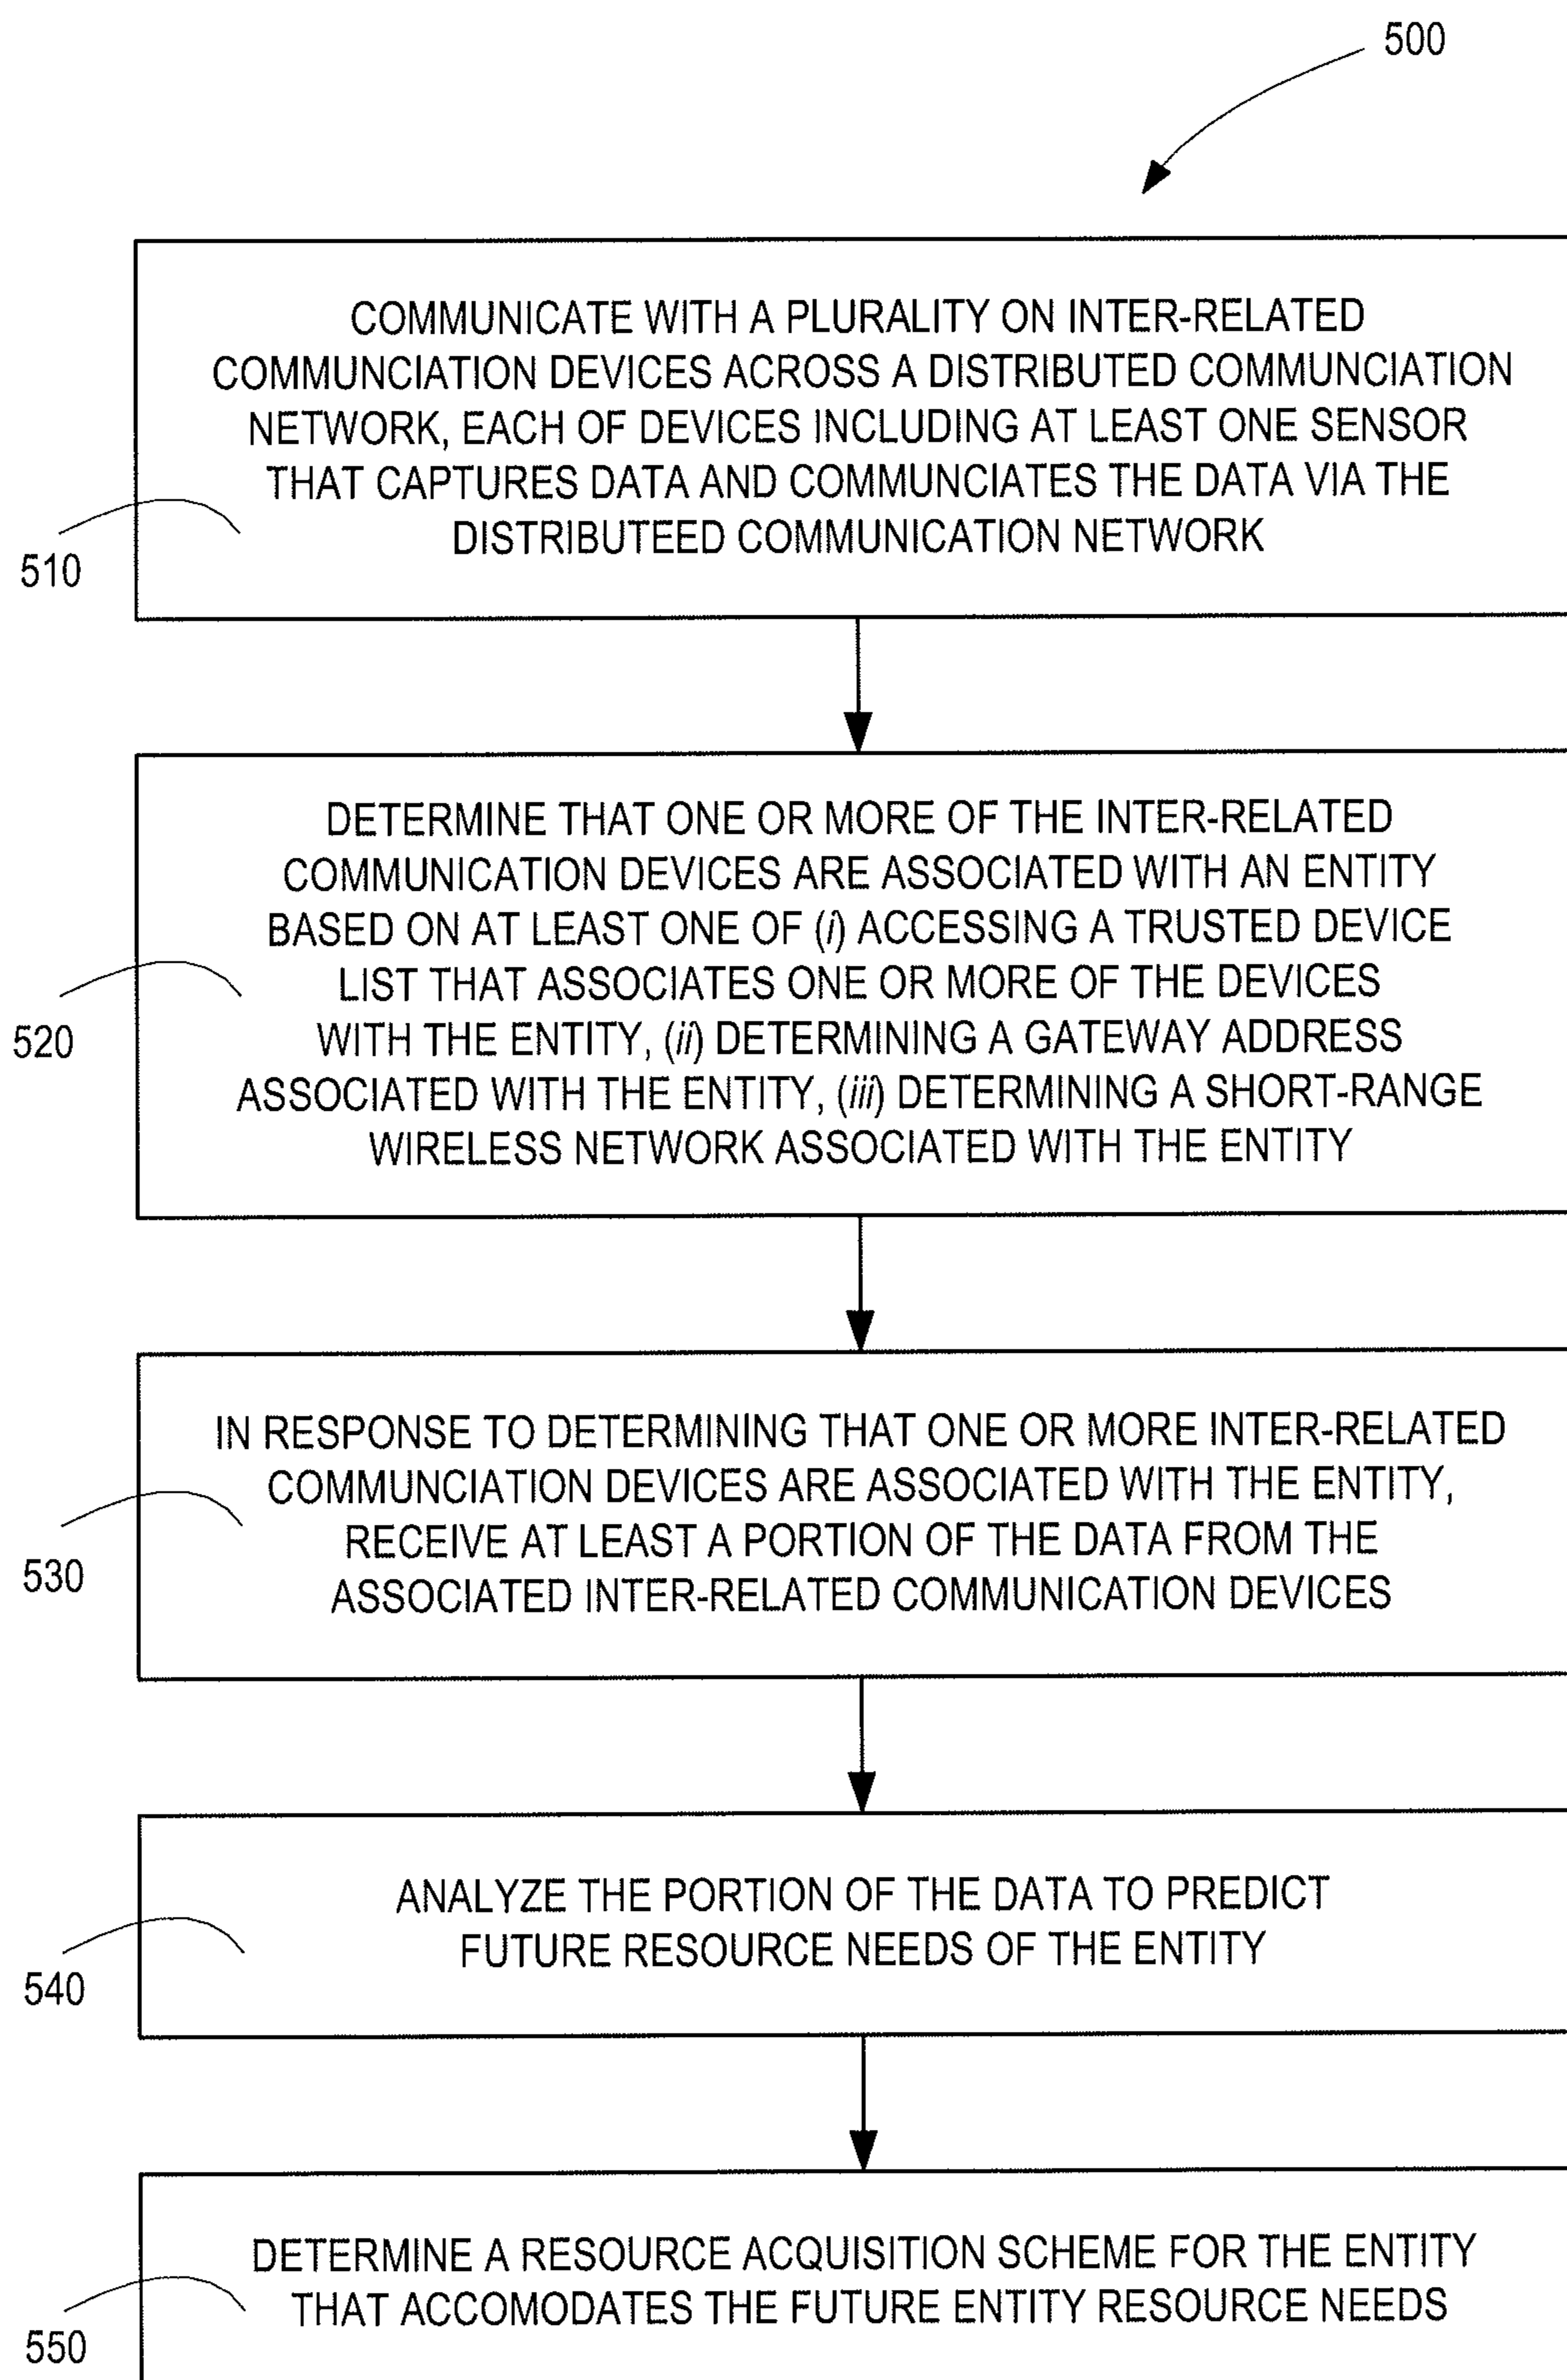 500
COMMUNICATE WITH A PLURALITY ON INTER-RELATED
COMMUNCIATION DEVICES ACROSS A DISTRIBUTED COMMUNCIATION
NETWORK, EACH OF DEVICES INCLUDING AT LEAST ONE SENSOR
THAT CAPTURES DATA AND COMMUNCIATES THE DATA VIA THE
DISTRIBUTEED COMMUNICATION NETWORK
510
DETERMINE THAT ONE OR MORE OF THE INTER-RELATED
COMMUNICATION DEVICES ARE ASSOCIATED WITH AN ENTITY
BASED ON AT LEAST ONE OF (i) ACCESSING A TRUSTED DEVICE
LIST THAT ASSOCIATES ONE OR MORE OF THE DEVICES
WITH THE ENTITY, (ii) DETERMINING A GATEWAY ADDRESS
ASSOCIATED WITH THE ENTITY, (iii) DETERMINING A SHORT-RANGE
WIRELESS NETWORK ASSOCIATED WITH THE ENTITY
520
IN RESPONSE TO DETERMINING THAT ONE OR MORE INTER-RELATED
COMMUNCIATION DEVICES ARE ASSOCIATED WITH THE ENTITY,
RECEIVE AT LEAST A PORTION OF THE DATA FROM THE
ASSOCIATED INTER-RELATED COMMUNICATION DEVICES
530
ANALYZE THE PORTION OF THE DATA TO PREDICT
FUTURE RESOURCE NEEDS OF THE ENTITY
540
DETERMINE A RESOURCE ACQUISITION SCHEME FOR THE ENTITY
THAT ACCOMODATES THE FUTURE ENTITY RESOURCE NEEDS
550